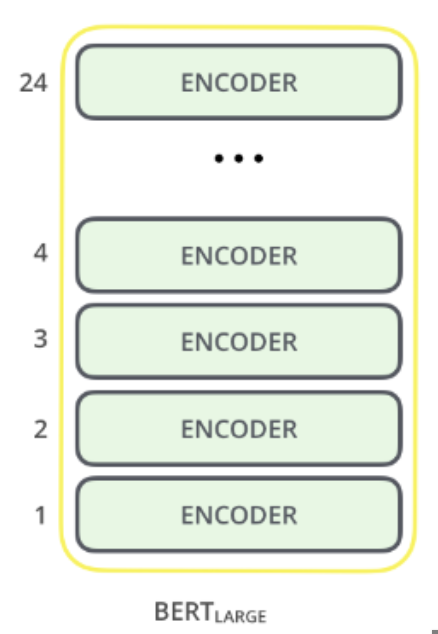 24 ENCODER
...
4 ENCODER
3 ENCODER
2 ENCODER
1 ENCODER
BERTLARGE